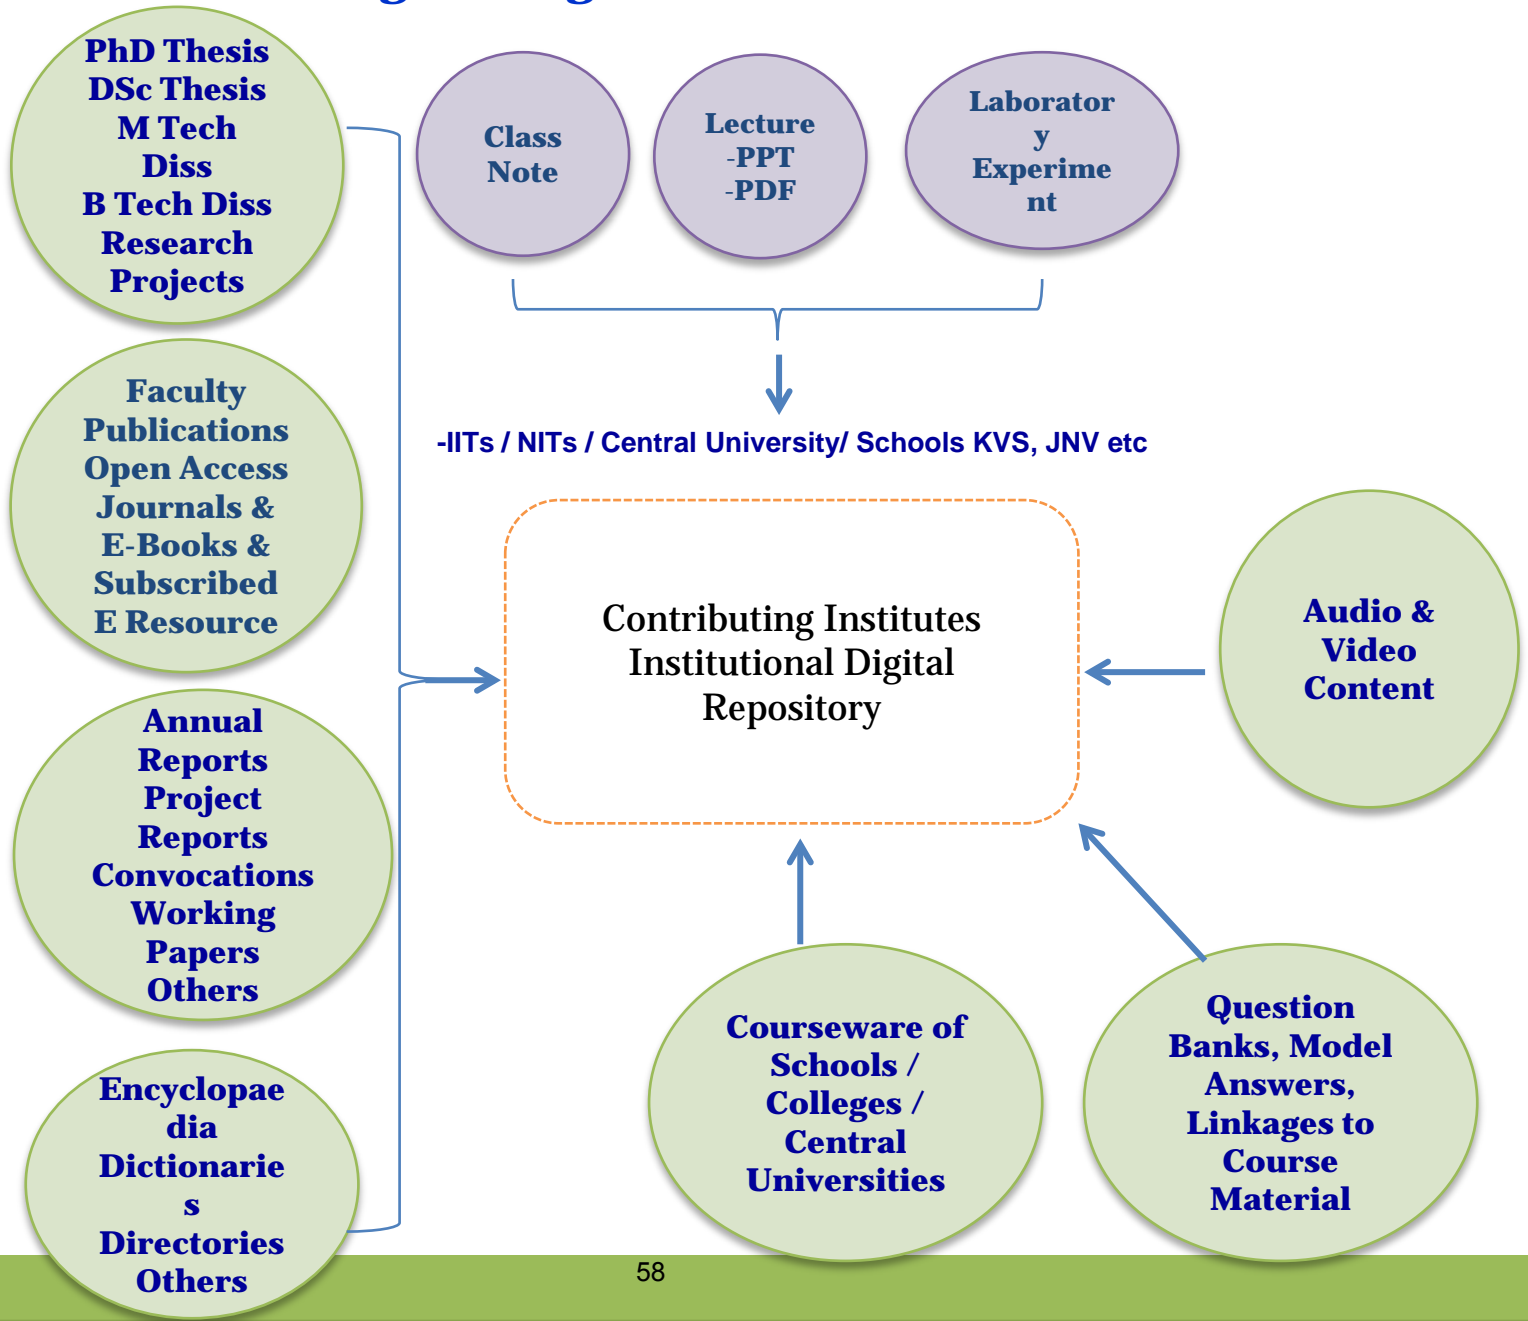 PhD Thesis
DSc Thesis
M Tech
Diss
B Tech Diss
Research
Projects
Class
Note
Lecture
-PPT
-PDF
Laborator
y
Experime
nt
Faculty
Publications
Open Access
Journals &
E-Books &
Subscribed
E Resource
-IITs / NITs / Central University/ Schools KVS, JNV etc
Contributing Institutes
Institutional Digital
Repository
Audio &
Video
Content
Annual
Reports
Project
Reports
Convocations
Working
Papers
Others
Encyclopae
dia
Dictionarie
s
Directories
Others
Courseware of
Schools /
Colleges /
Central
Universities
Question
Banks, Model
Answers,
Linkages to
Course
Material
58